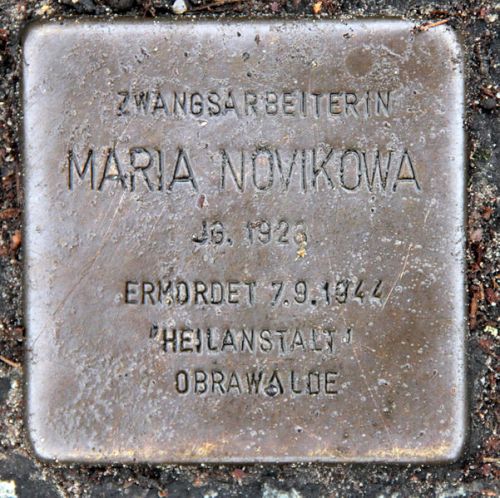 ZWANGSARBEITERIN
MARIA NOVIKOWA
JG. 1923
ERMORDET 7.9.1944
"HEILANSTALT"
OBRAWALDE